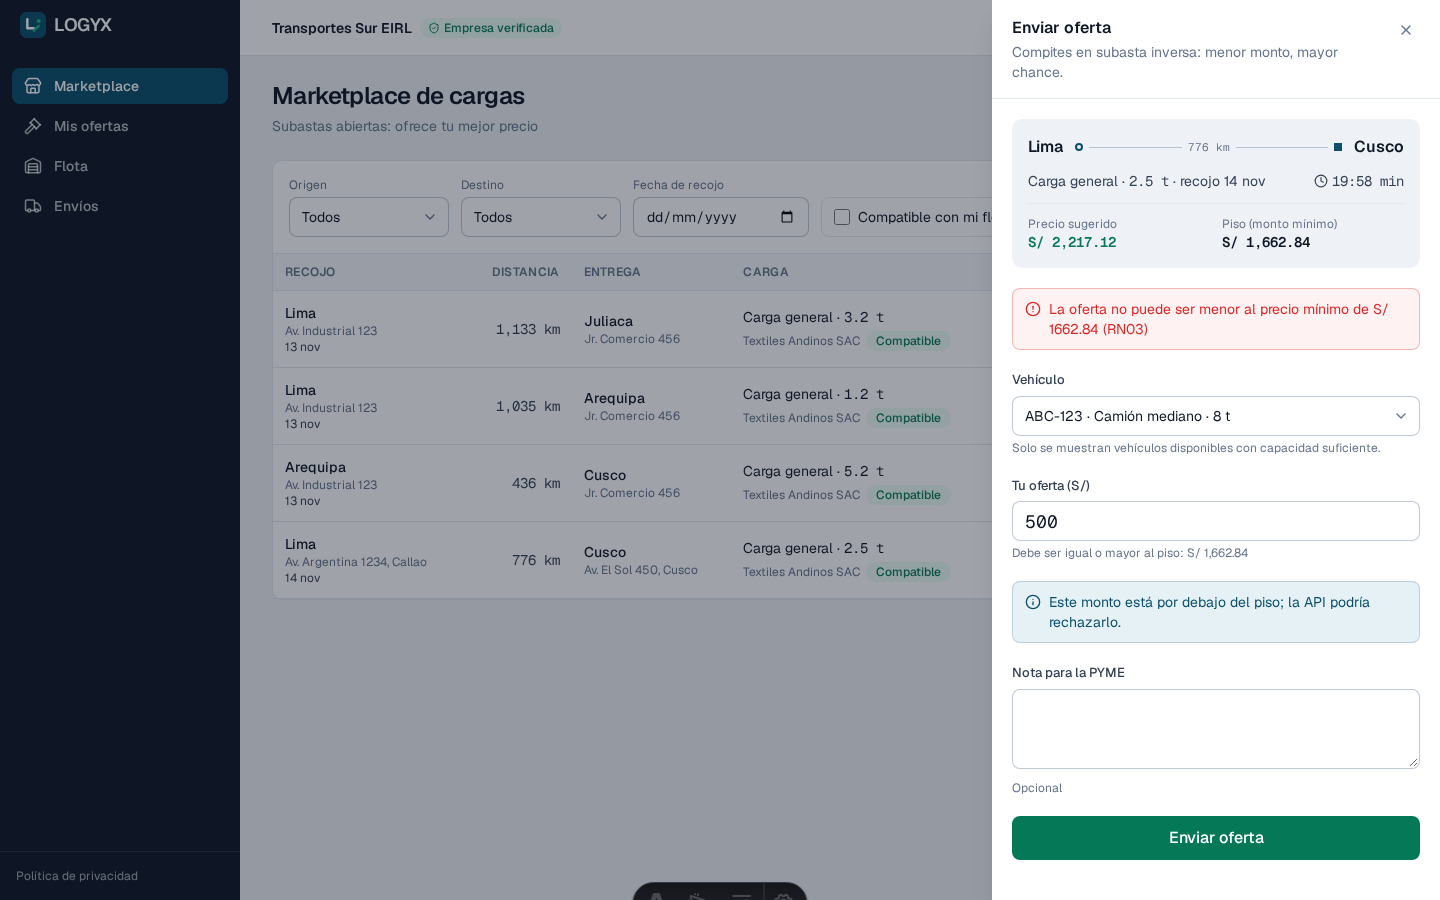 LOGYX
Marketplace
Mis ofertas
Flota
Envíos
Política de privacidad
Transportes Sur EIRL
Empresa verificada
Marketplace de cargas
Subastas abiertas: ofrece tu mejor precio
Origen
Destino
Fecha de recojo
Todos
Todos
dd/mm/yyyy
Compatible con mi fl
RECOJO
DISTANCIA
ENTREGA
CARGA
Lima
Av. Industrial 123
13 nov
1,133 km
Juliaca
Jr. Comercio 456
Carga general · 3.2 t
Textiles Andinos SAC
Compatible
Lima
Av. Industrial 123
13 nov
1,035 km
Arequipa
Jr. Comercio 456
Carga general · 1.2 t
Textiles Andinos SAC
Compatible
Arequipa
Av. Industrial 123
13 nov
436 km
Cusco
Jr. Comercio 456
Carga general · 5.2 t
Textiles Andinos SAC
Compatible
Lima
Av. Argentina 1234, Callao
14 nov
776 km
Cusco
Av. El Sol 450, Cusco
Carga general · 2.5 t
Textiles Andinos SAC
Compatible
Enviar oferta
Compites en subasta inversa: menor monto, mayor
chance.
Lima
776 km
Cusco
Carga general · 2.5 t · recojo 14 nov
19:58 min
Precio sugerido
S/ 2,217.12
Piso (monto mínimo)
S/ 1,662.84
La oferta no puede ser menor al precio mínimo de S/
1662.84 (RN03)
Vehículo
ABC-123 · Camión mediano · 8 t
Solo se muestran vehículos disponibles con capacidad suficiente.
Tu oferta (S/)
500
Debe ser igual o mayor al piso: S/ 1,662.84
Este monto está por debajo del piso; la API podría
rechazarlo.
Nota para la PYME
Opcional
Enviar oferta